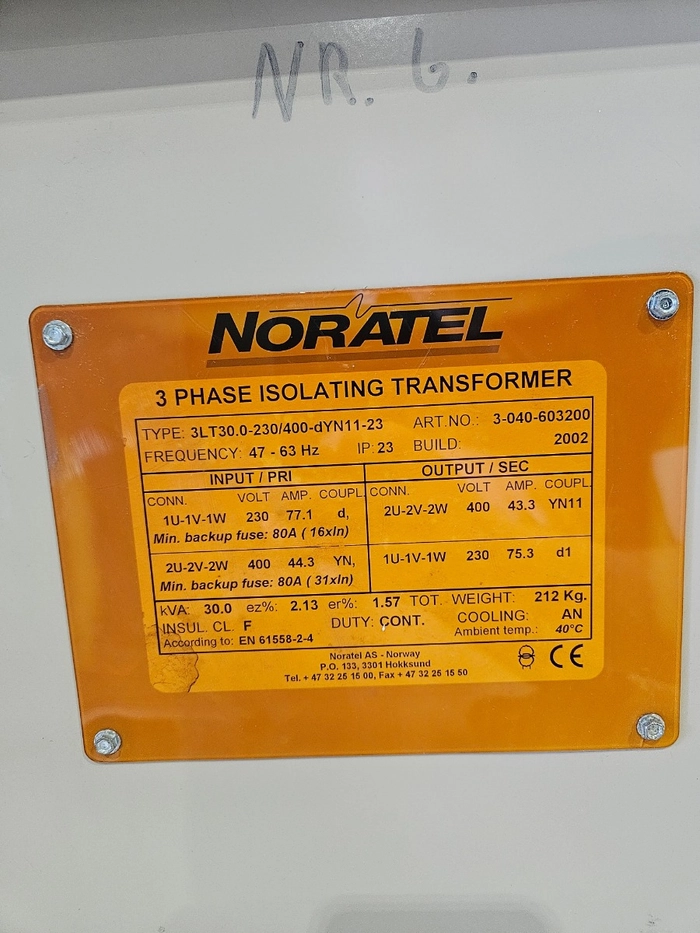 NR. 6.
NORATEL
3 PHASE ISOLATING TRANSFORMER
TYPE: 3LT30.0-230/400-dYN11-23 ART.NO.: 3-040-603200
FREQUENCY: 47 - 63 Hz IP: 23 BUILD: 2002
INPUT / PRI OUTPUT / SEC
CONN. VOLT AMP. COUPL. CONN. VOLT AMP. COUPL.
1U-1V-1W 230 77.1 d, 2U-2V-2W 400 43.3 YN11
Min. backup fuse: 80A ( 16xIn)
2U-2V-2W 400 44.3 YN, 1U-1V-1W 230 75.3 d1
Min. backup fuse: 80A ( 31xIn)
kVA: 30.0 ez%: 2.13 er%: 1.57 TOT. WEIGHT: 212 Kg.
INSUL. CL. F DUTY: CONT. COOLING: AN
According to: EN 61558-2-4 Ambient temp.: 40°C
Noratel AS - Norway
P.O. 133, 3301 Hokksund
Tel. + 47 32 25 15 00, Fax + 47 32 25 15 50
CE